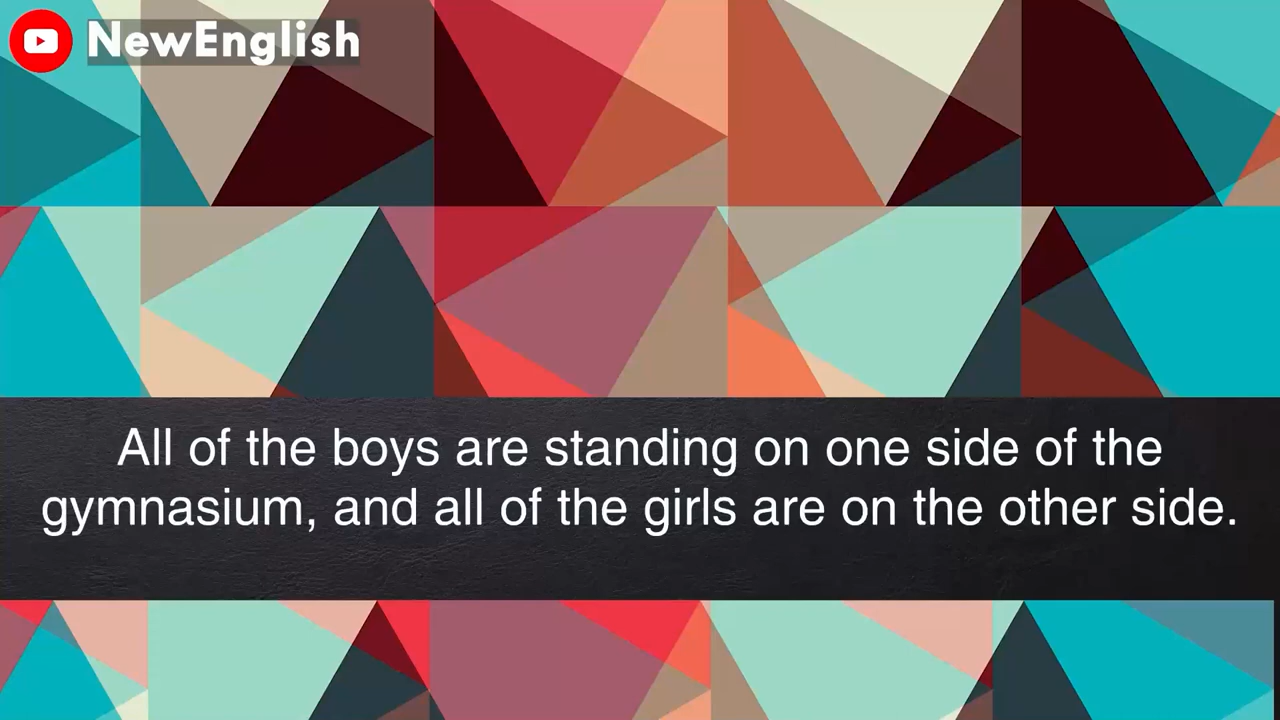 NewEnglish
All of the boys are standing on one side of the
gymnasium, and all of the girls are on the other side.